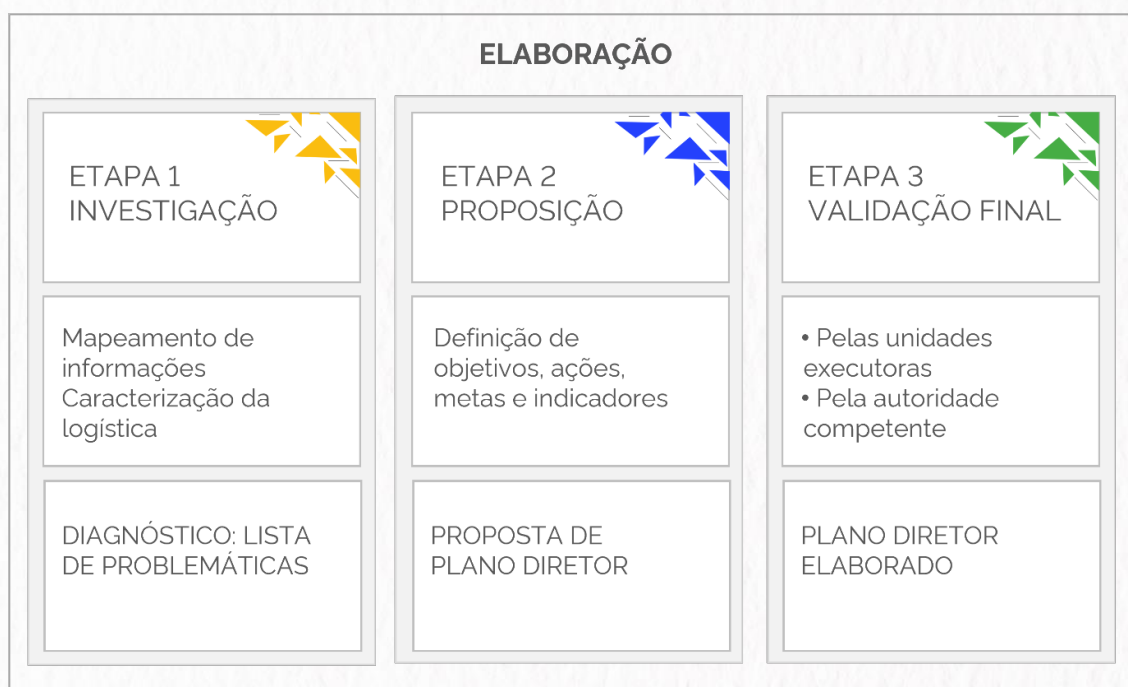 ELABORAÇÃO
ETAPA 1
INVESTIGAÇÃO
Mapeamento de
informações
Caracterização da
logística
DIAGNÓSTICO: LISTA
DE PROBLEMÁTICAS
ETAPA 2
PROPOSIÇÃO
Definição de
objetivos, ações,
metas e indicadores
PROPOSTA DE
PLANO DIRETOR
ETAPA 3
VALIDAÇÃO FINAL
• Pelas unidades
executoras
• Pela autoridade
competente
PLANO DIRETOR
ELABORADO